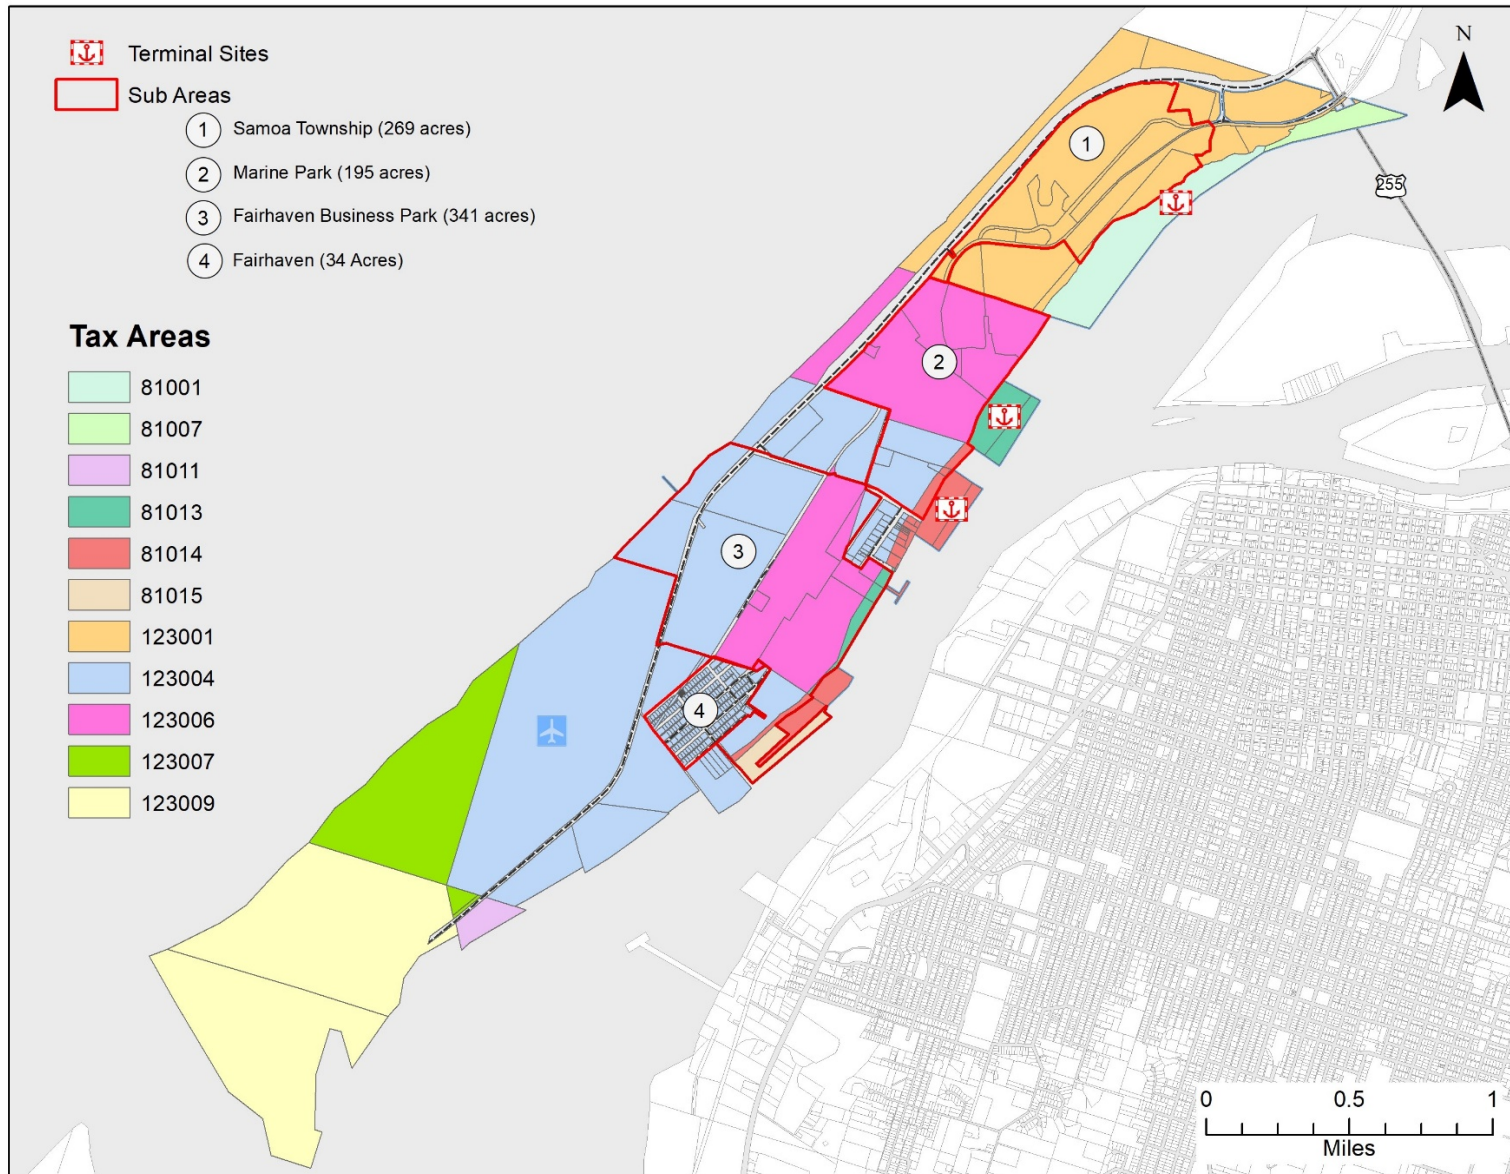 Terminal Sites
Sub Areas
1 Samoa Township (269 acres)
2 Marine Park (195 acres)
3 Fairhaven Business Park (341 acres)
4 Fairhaven (34 Acres)
Tax Areas
81001
81007
81011
81013
81014
81015
123001
123004
123006
123007
123009
N
255
1
2
3
4
0 0.5 1
Miles